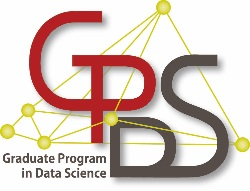 GPDS
Graduate Program
in Data Science